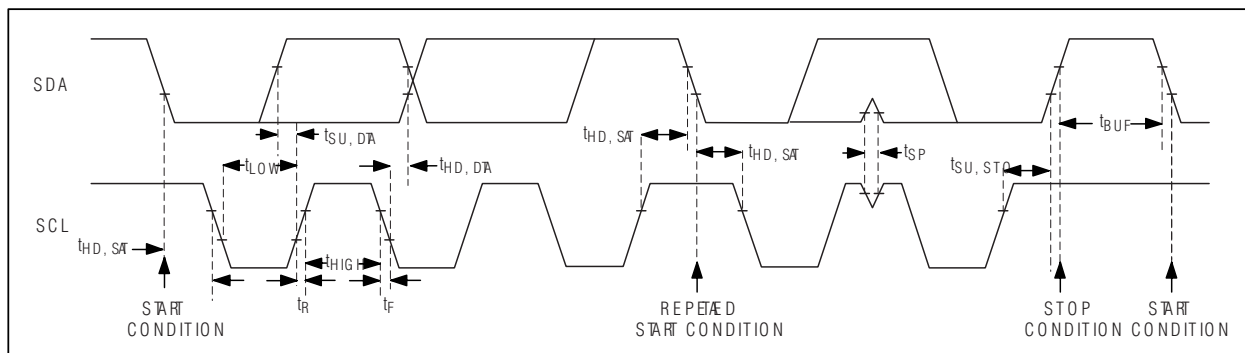 SDA
tSU, DTA
tLOW
tHD, DTA
tHD, SAT
tHD, SAT
tSP
tSU, STO
tBUF
SCL
tHD, SAT
tHIGH
tR
tF
START
CONDITION
REPETAED
START CONDITION
STOP
CONDITION
START
CONDITION